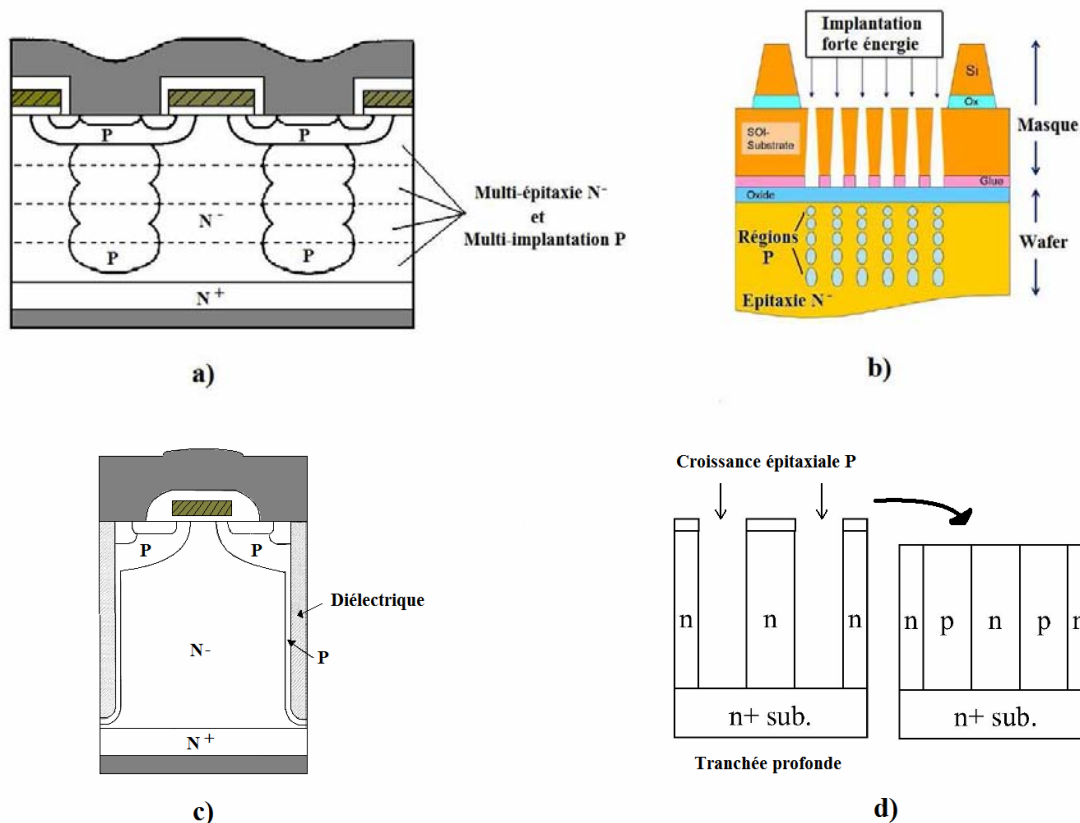 P
P
P
P
N⁻
N⁺
Multi-épitaxie N⁻
et
Multi-implantation P
a)
Implantation
forte énergie
Si
Ox
SOI-
Substrate
Glue
Oxide
Régions
P
Epitaxie N⁻
Masque
Wafer
b)
P
P
N-
N⁺
Diélectrique
P
c)
Croissance épitaxiale P
n
n
n
n+ sub.
Tranchée profonde
n
p
n
p
n+ sub.
d)